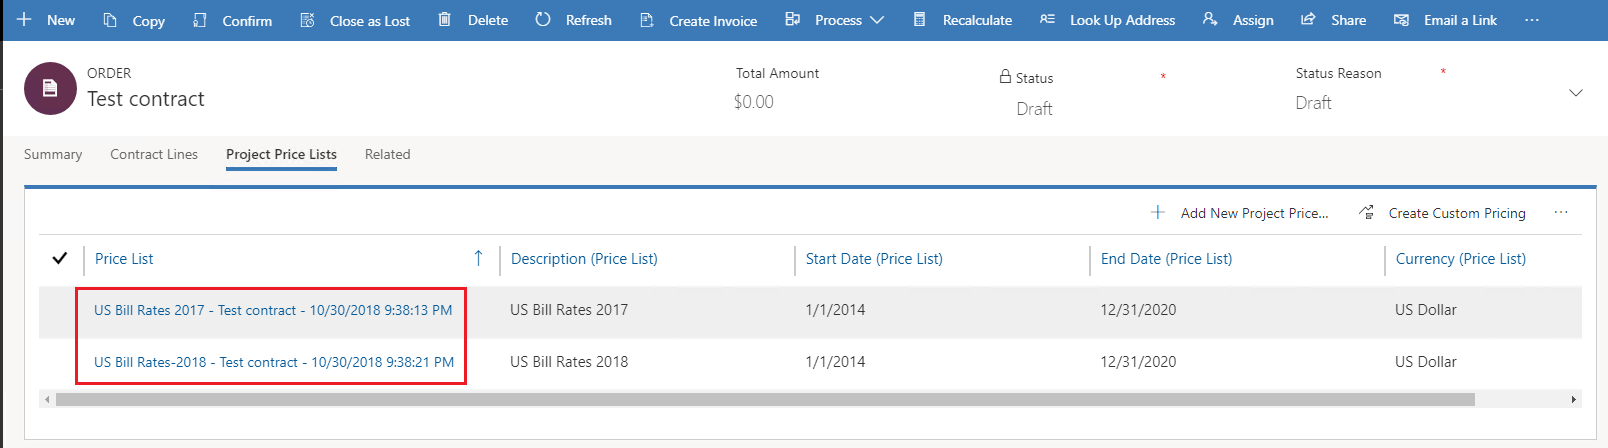 New Copy Confirm Close as Lost Delete Refresh Create Invoice Process Recalculate Look Up Address Assign Share Email a Link ...
ORDER
Test contract
Total Amount
$0.00
Status *
Draft
Status Reason *
Draft
Summary Contract Lines Project Price Lists Related
Add New Project Price... Create Custom Pricing ...
Price List Description (Price List) Start Date (Price List) End Date (Price List) Currency (Price List)
US Bill Rates 2017 - Test contract - 10/30/2018 9:38:13 PM US Bill Rates 2017 1/1/2014 12/31/2020 US Dollar
US Bill Rates-2018 - Test contract - 10/30/2018 9:38:21 PM US Bill Rates 2018 1/1/2014 12/31/2020 US Dollar